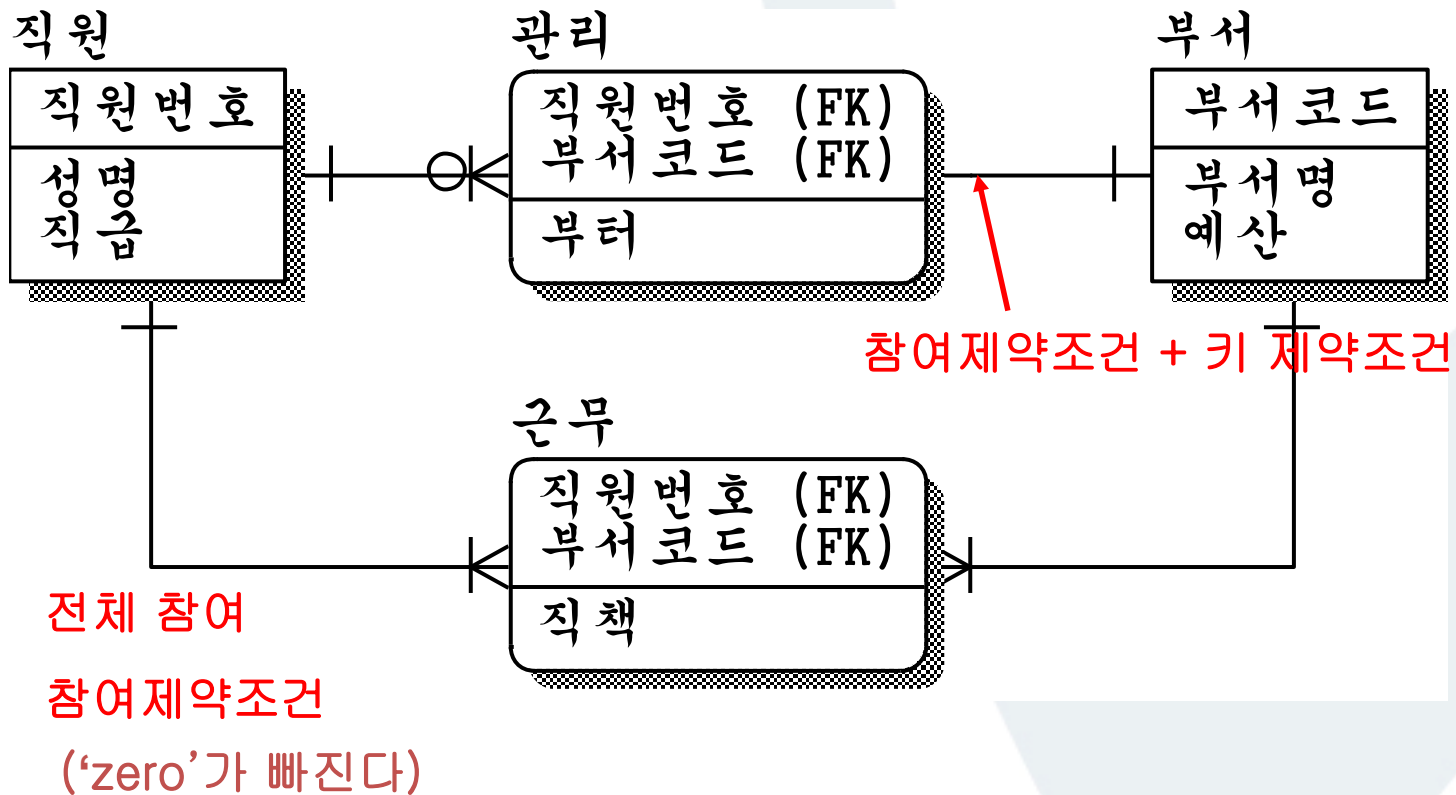 직원
직원번호
성명
직급
관리
직원번호 (FK)
부서코드 (FK)
부터
부서
부서코드
부서명
예산
참여제약조건 + 키 제약조건
근무
직원번호 (FK)
부서코드 (FK)
직책
전체 참여
참여제약조건
(‘zero’가 빠진다)